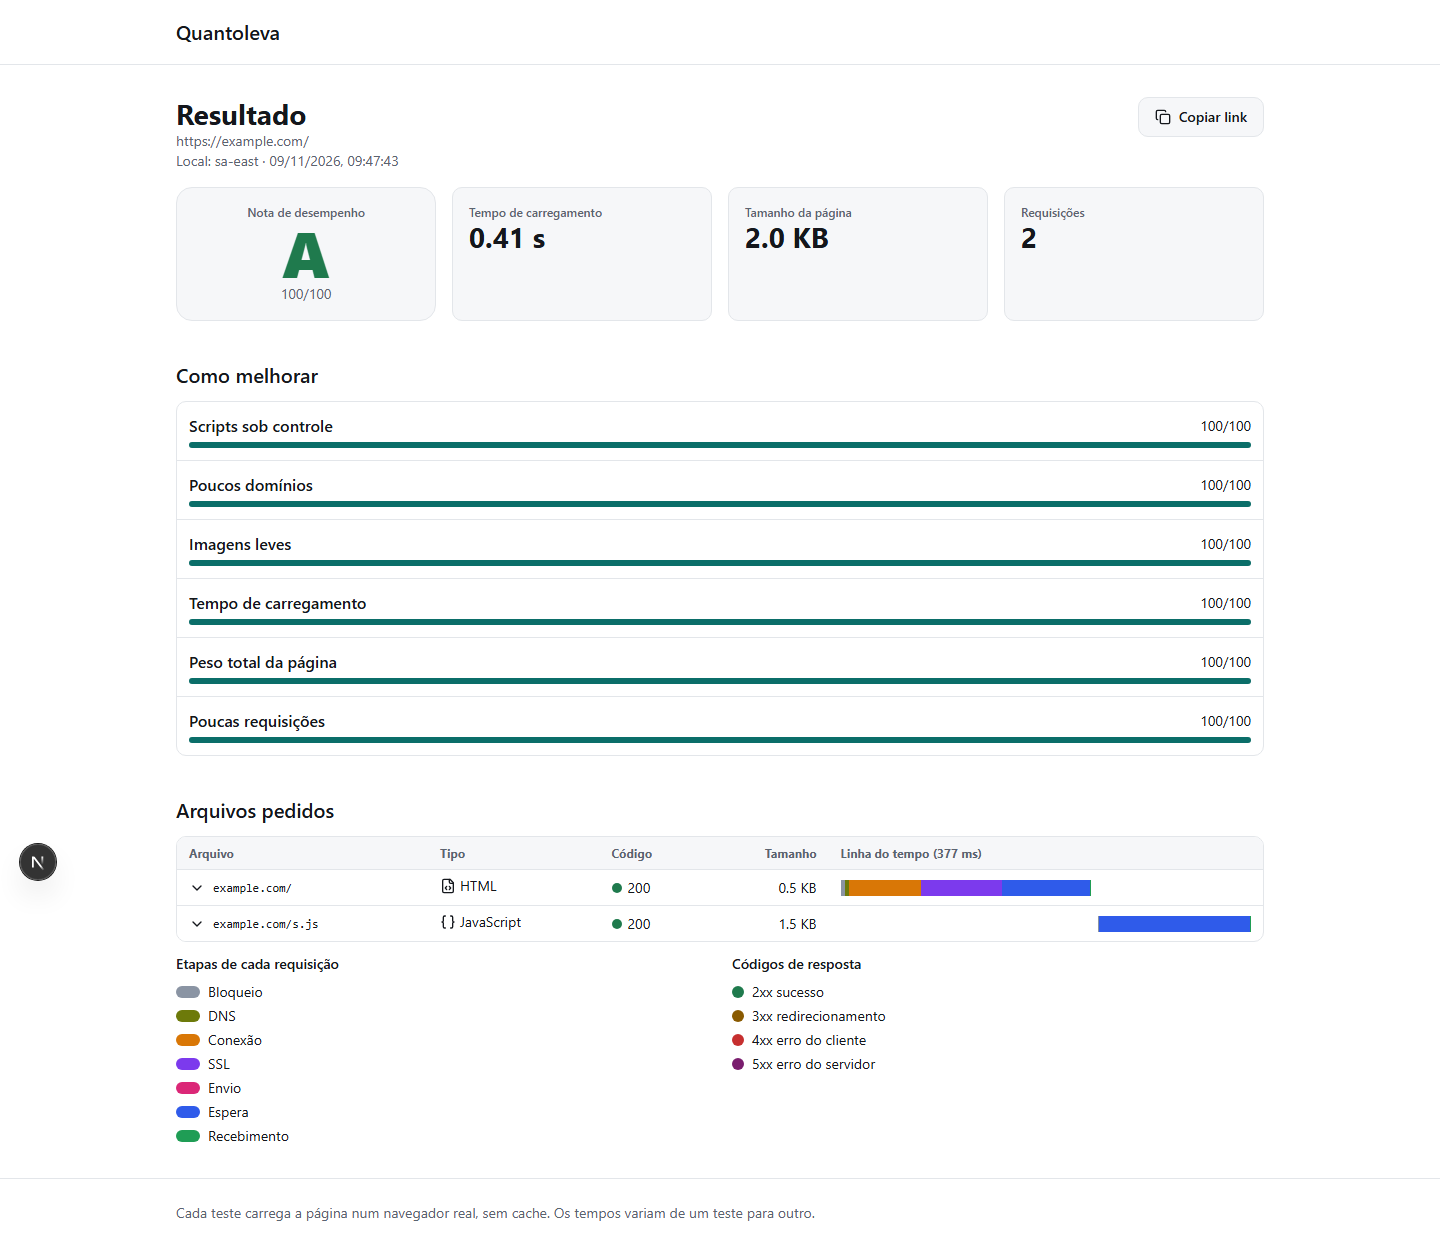 Quantoleva
Resultado
https://example.com/
Local: sa-east · 09/11/2026, 09:47:43
Copiar link
Nota de desempenho
A
100/100
Tempo de carregamento
0.41 s
Tamanho da página
2.0 KB
Requisições
2
Como melhorar
Scripts sob controle 100/100
Poucos domínios 100/100
Imagens leves 100/100
Tempo de carregamento 100/100
Peso total da página 100/100
Poucas requisições 100/100
Arquivos pedidos
Arquivo Tipo Código Tamanho Linha do tempo (377 ms)
example.com/ HTML 200 0.5 KB
example.com/s.js JavaScript 200 1.5 KB
N
Etapas de cada requisição
Bloqueio
DNS
Conexão
SSL
Envio
Espera
Recebimento
Códigos de resposta
2xx sucesso
3xx redirecionamento
4xx erro do cliente
5xx erro do servidor
Cada teste carrega a página num navegador real, sem cache. Os tempos variam de um teste para outro.